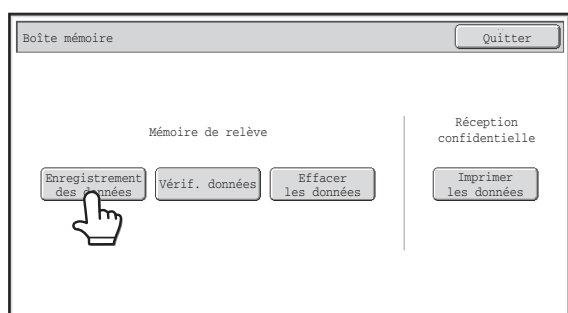 Boîte mémoire
Quitter
Mémoire de relève
Réception
confidentielle
Enregistrement
des données
Vérif. données
Effacer
les données
Imprimer
les données